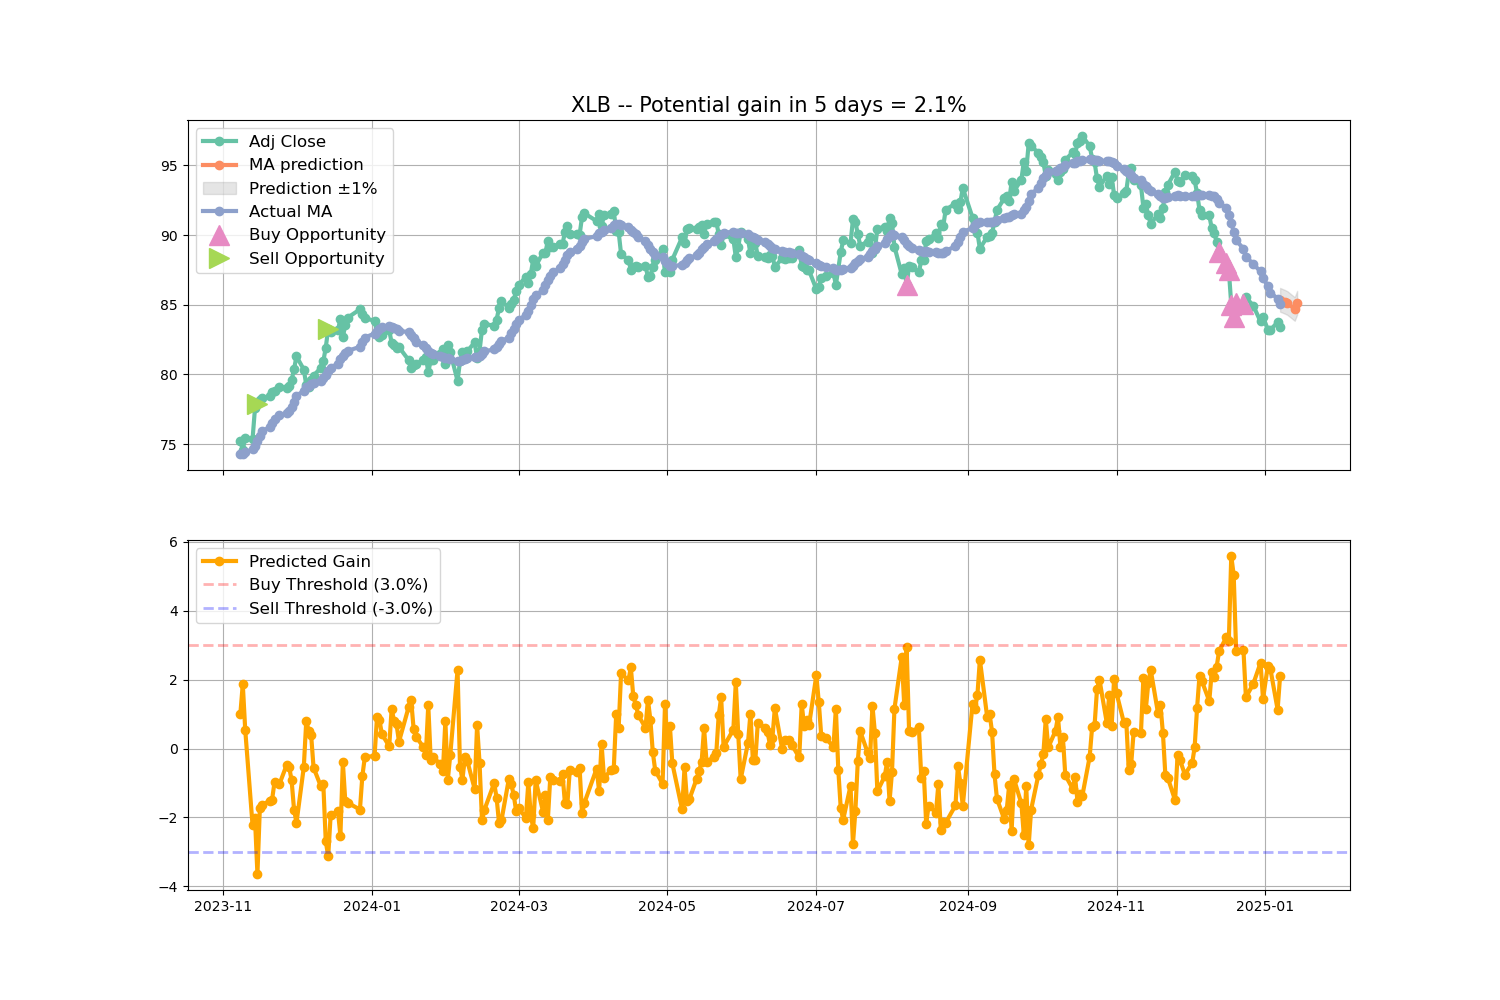 XLB -- Potential gain in 5 days = 2.1%
Adj Close
MA prediction
Prediction ±1%
Actual MA
Buy Opportunity
Sell Opportunity
95
90
85
80
75
6
4
2
0
−2
−4
Predicted Gain
Buy Threshold (3.0%)
Sell Threshold (-3.0%)
2023-11 2024-01 2024-03 2024-05 2024-07 2024-09 2024-11 2025-01